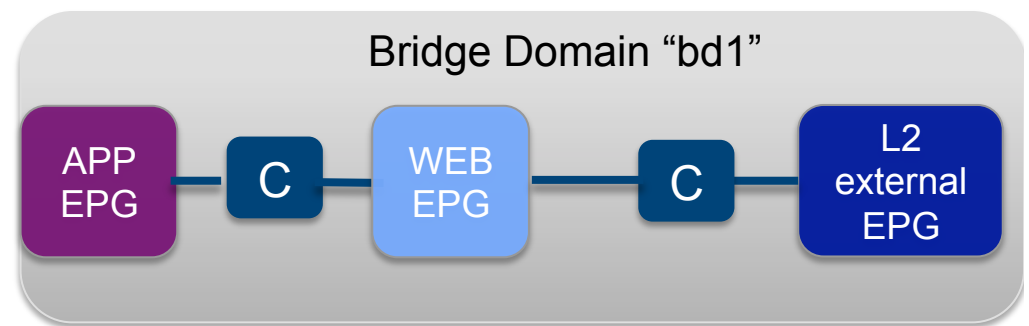 Bridge Domain “bd1”
APP
EPG
C
WEB
EPG
C
L2
external
EPG